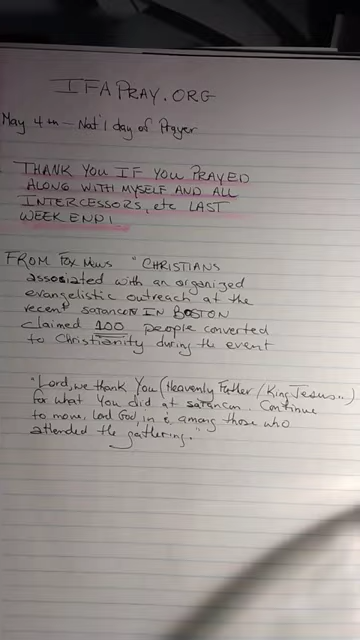 IFAPRAY.ORG
May 4th - Nat'l day of Prayer
THANK YOU IF YOU PRAYED
ALONG WITH MYSELF AND ALL
INTERCESSORS, etc LAST
WEEK END!
FROM FOX News "CHRISTIANS
assosiated with an organized
evangelistic outreach at the
recent satancon IN BOSTON
claimed 100 people converted
to Christianity during the event
"Lord, we thank You (Heavenly Father/King Jesus...)
for what You did at satancon. Continue
to move, Lord God, in & among those who
attended the gathering."